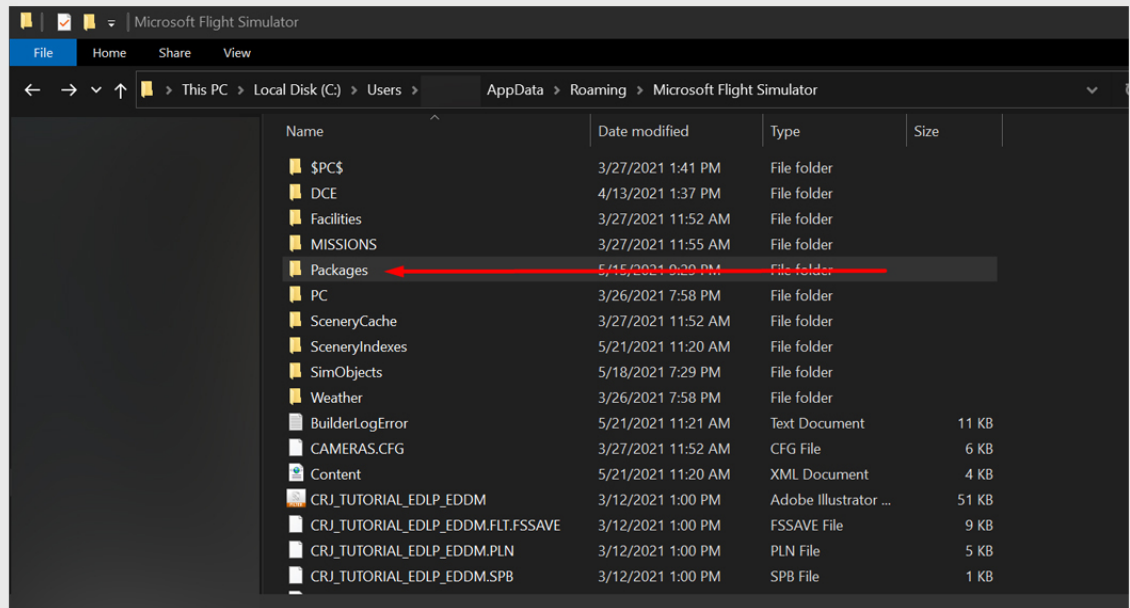 Microsoft Flight Simulator
File Home Share View
This PC > Local Disk (C:) > Users > AppData > Roaming > Microsoft Flight Simulator
Name Date modified Type Size
$PC$ 3/27/2021 1:41 PM File folder
DCE 4/13/2021 1:37 PM File folder
Facilities 3/27/2021 11:52 AM File folder
MISSIONS 3/27/2021 11:55 AM File folder
Packages 5/15/2021 9:29 PM File folder
PC 3/26/2021 7:58 PM File folder
SceneryCache 3/27/2021 11:52 AM File folder
SceneryIndexes 5/21/2021 11:20 AM File folder
SimObjects 5/18/2021 7:29 PM File folder
Weather 3/26/2021 7:58 PM File folder
BuilderLogError 5/21/2021 11:21 AM Text Document 11 KB
CAMERAS.CFG 3/27/2021 11:52 AM CFG File 6 KB
Content 5/21/2021 11:20 AM XML Document 4 KB
CRJ_TUTORIAL_EDLP_EDDM 3/12/2021 1:00 PM Adobe Illustrator ... 51 KB
CRJ_TUTORIAL_EDLP_EDDM.FLT.FSSAVE 3/12/2021 1:00 PM FSSAVE File 9 KB
CRJ_TUTORIAL_EDLP_EDDM.PLN 3/12/2021 1:00 PM PLN File 5 KB
CRJ_TUTORIAL_EDLP_EDDM.SPB 3/12/2021 1:00 PM SPB File 1 KB